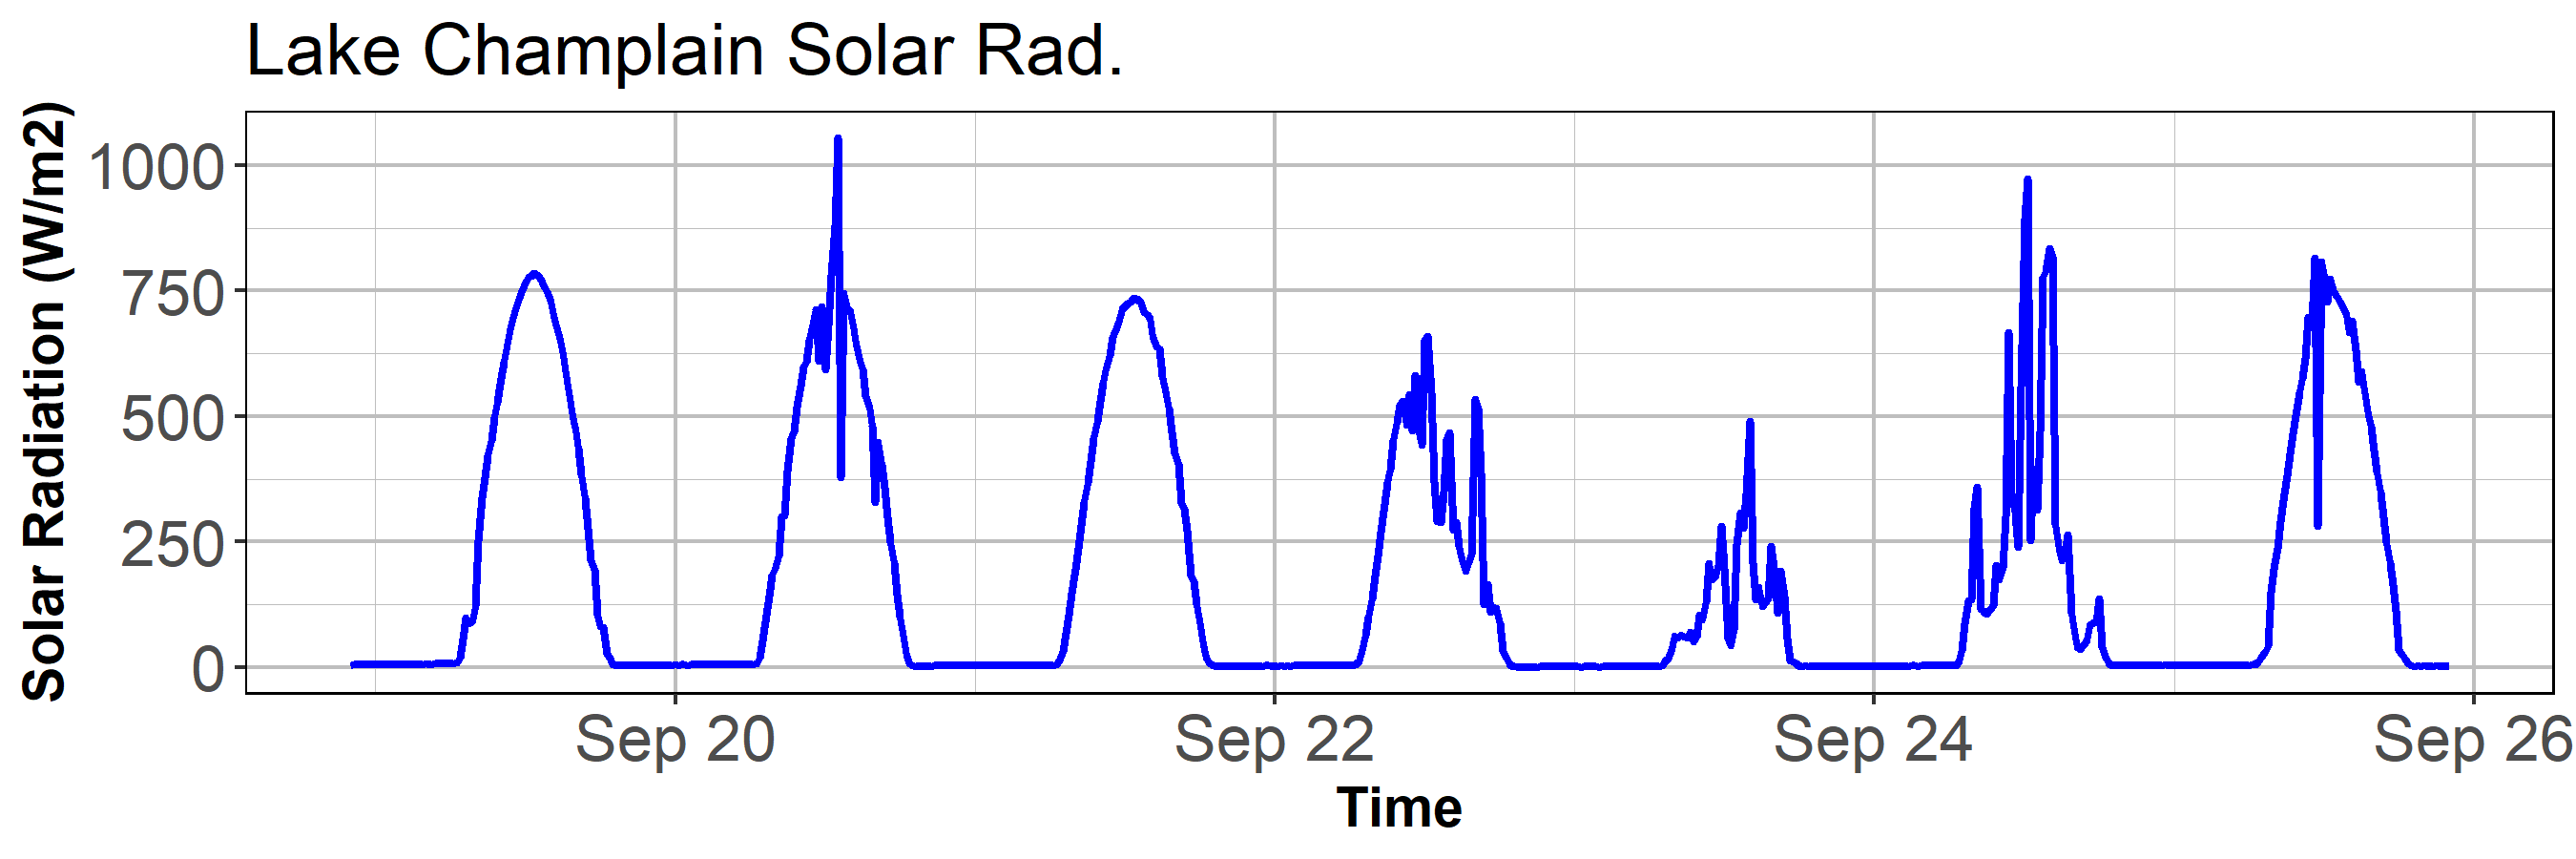 Lake Champlain Solar Rad.
Solar Radiation (W/m2)
1000
750
500
250
0
Sep 20
Sep 22
Sep 24
Sep 26
Time